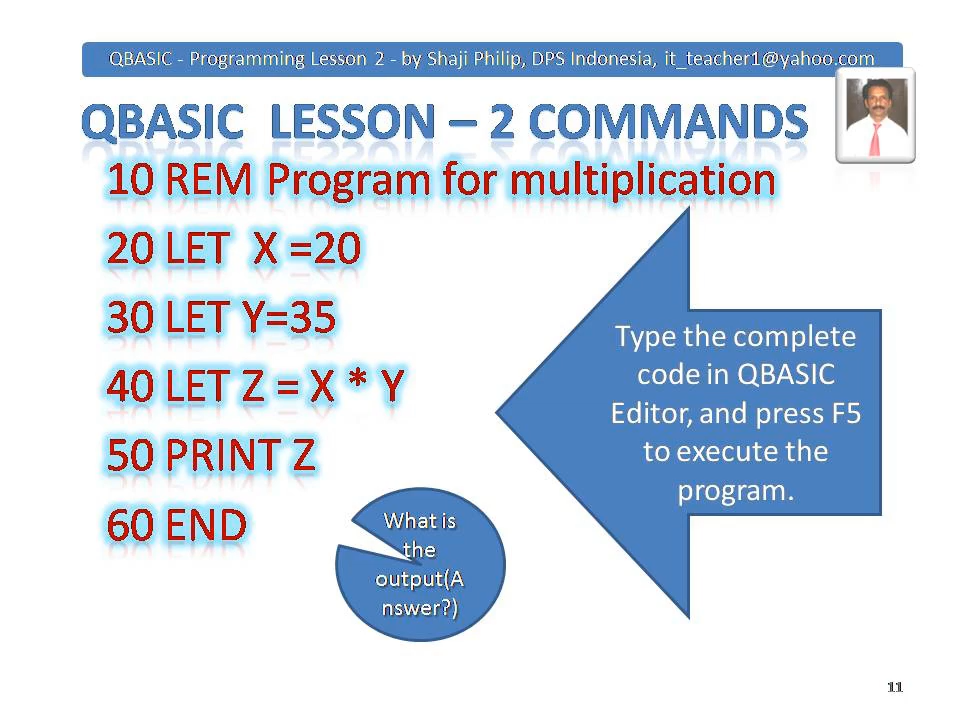 QBASIC - Programming Lesson 2 - by Shaji Philip, DPS Indonesia, it_teacher1@yahoo.com
QBASIC LESSON – 2 COMMANDS
10 REM Program for multiplication
20 LET X =20
30 LET Y=35
40 LET Z = X * Y
50 PRINT Z
60 END
Type the complete
code in QBASIC
Editor, and press F5
to execute the
program.
What is
the
output(A
nswer?)
11